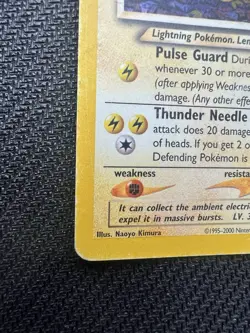 Lightning Pokémon. Len
Pulse Guard Duri
whenever 30 or more
(after applying Weakness
damage. (Any other effe
Thunder Needle
attack does 20 damage
of heads. If you get 2 o
Defending Pokémon is
weakness resista
It can collect the ambient electri
expel it in massive bursts. LV. 3
Illus. Naoyo Kimura ©1995-2000 Ninten